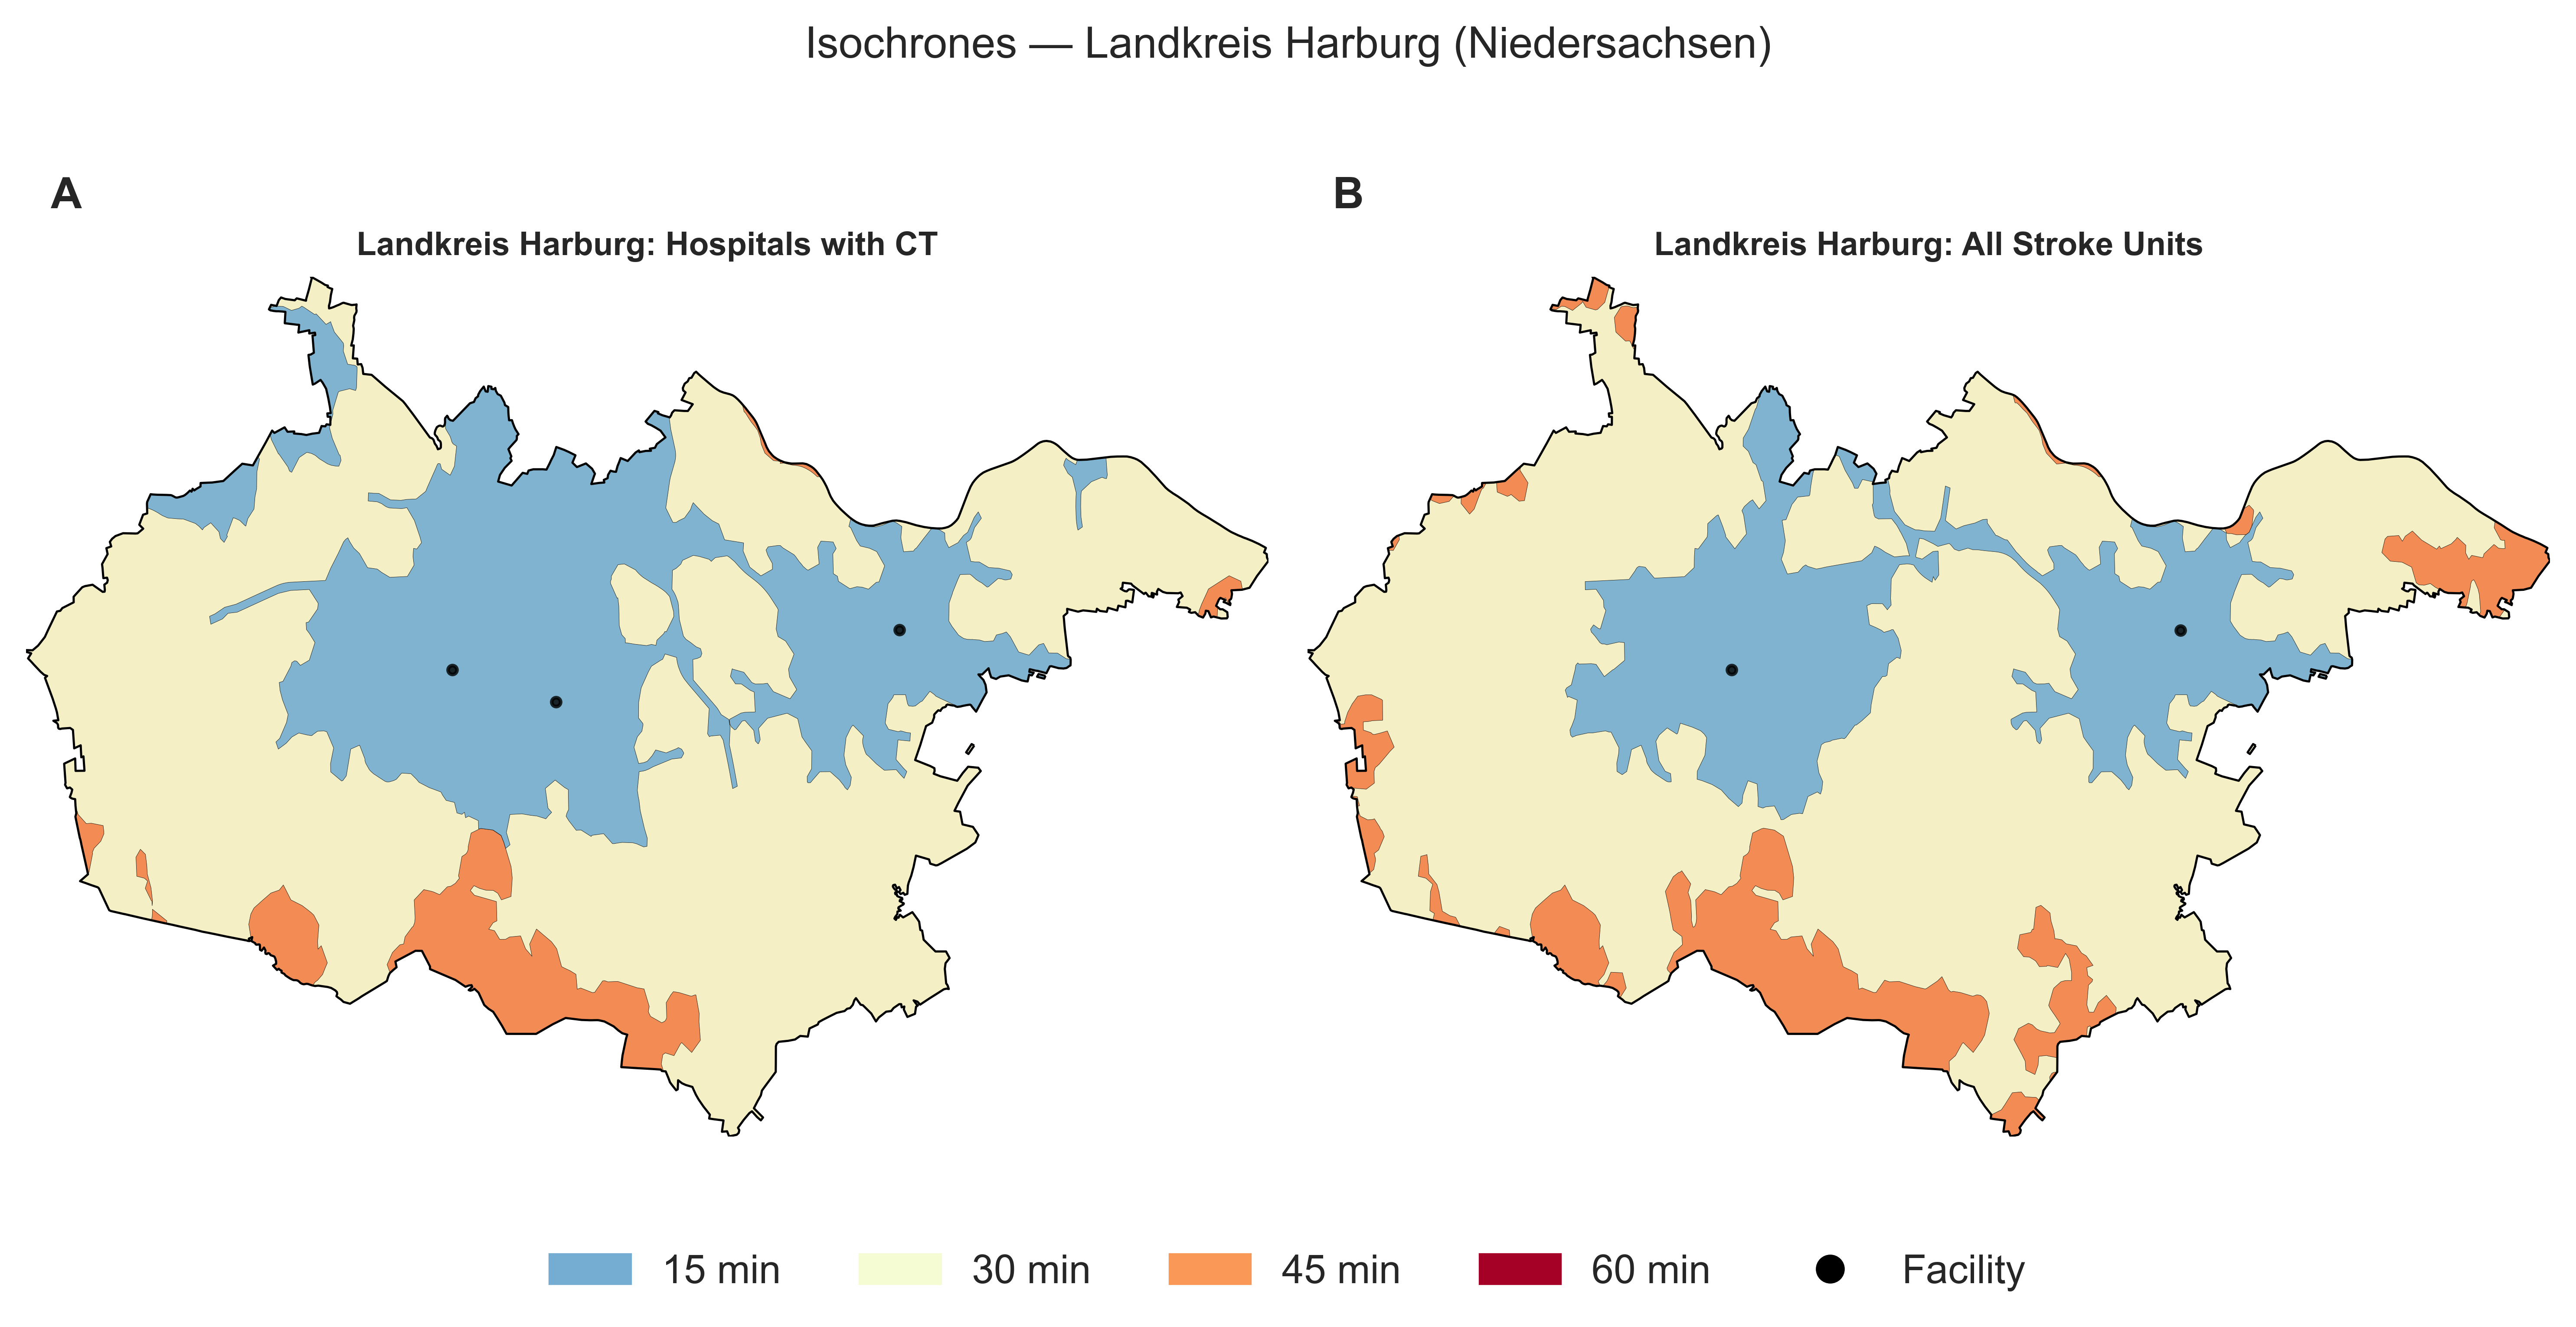 Isochrones — Landkreis Harburg (Niedersachsen)
A
Landkreis Harburg: Hospitals with CT
B
Landkreis Harburg: All Stroke Units
15 min
30 min
45 min
60 min
Facility